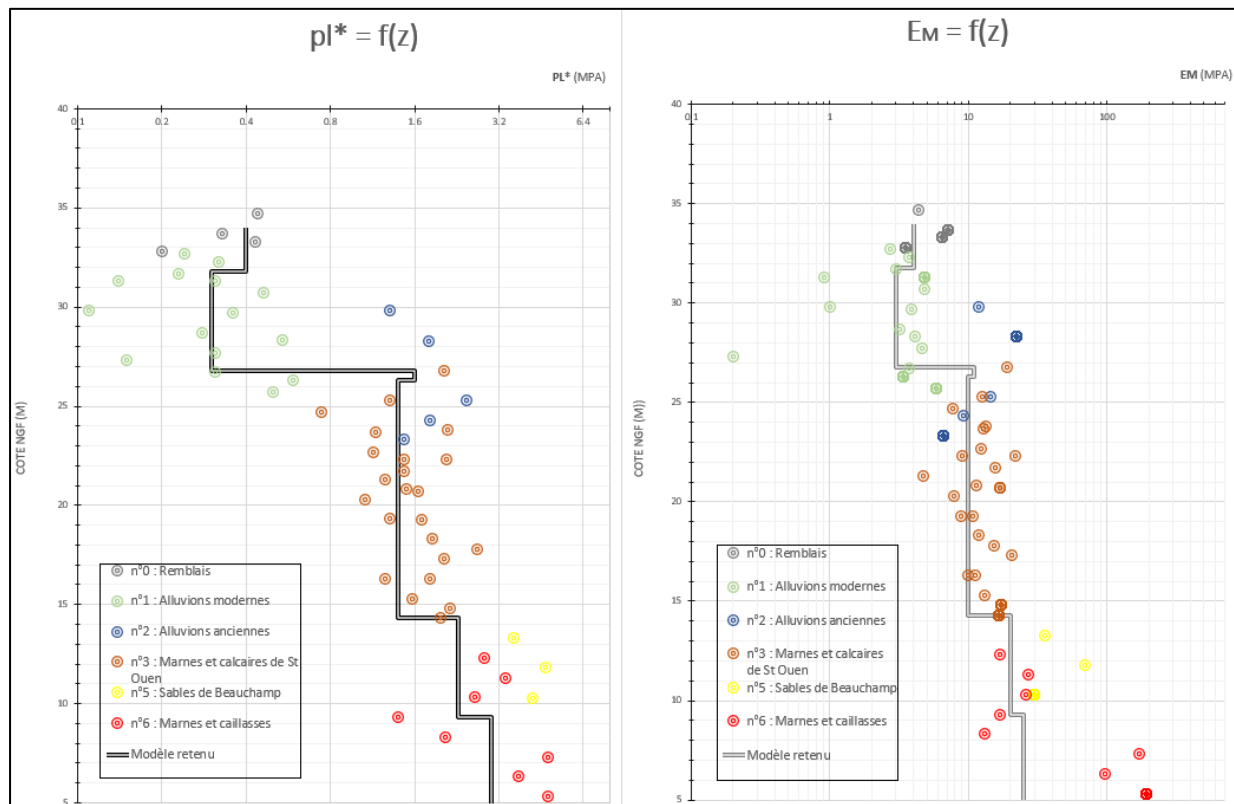 pl* = f(z)
PL* (MPA)
40
0.1 0.2 0.4 0.8 1.6 3.2 6.4
35
30
25
COTE NGF (M)
20
15
10
5
n°0 : Remblais
n°1 : Alluvions modernes
n°2 : Alluvions anciennes
n°3 : Marnes et calcaires de St
Ouen
n°5 : Sables de Beauchamp
n°6 : Marnes et caillasses
Modèle retenu
EM = f(z)
EM (MPA)
40
0.1 1 10 100
35
30
25
COTE NGF (M))
20
15
10
5
n°0 : Remblais
n°1 : Alluvions modernes
n°2 : Alluvions anciennes
n°3 : Marnes et calcaires
de St Ouen
n°5 : Sables de Beauchamp
n°6 : Marnes et caillasses
Modèle retenu